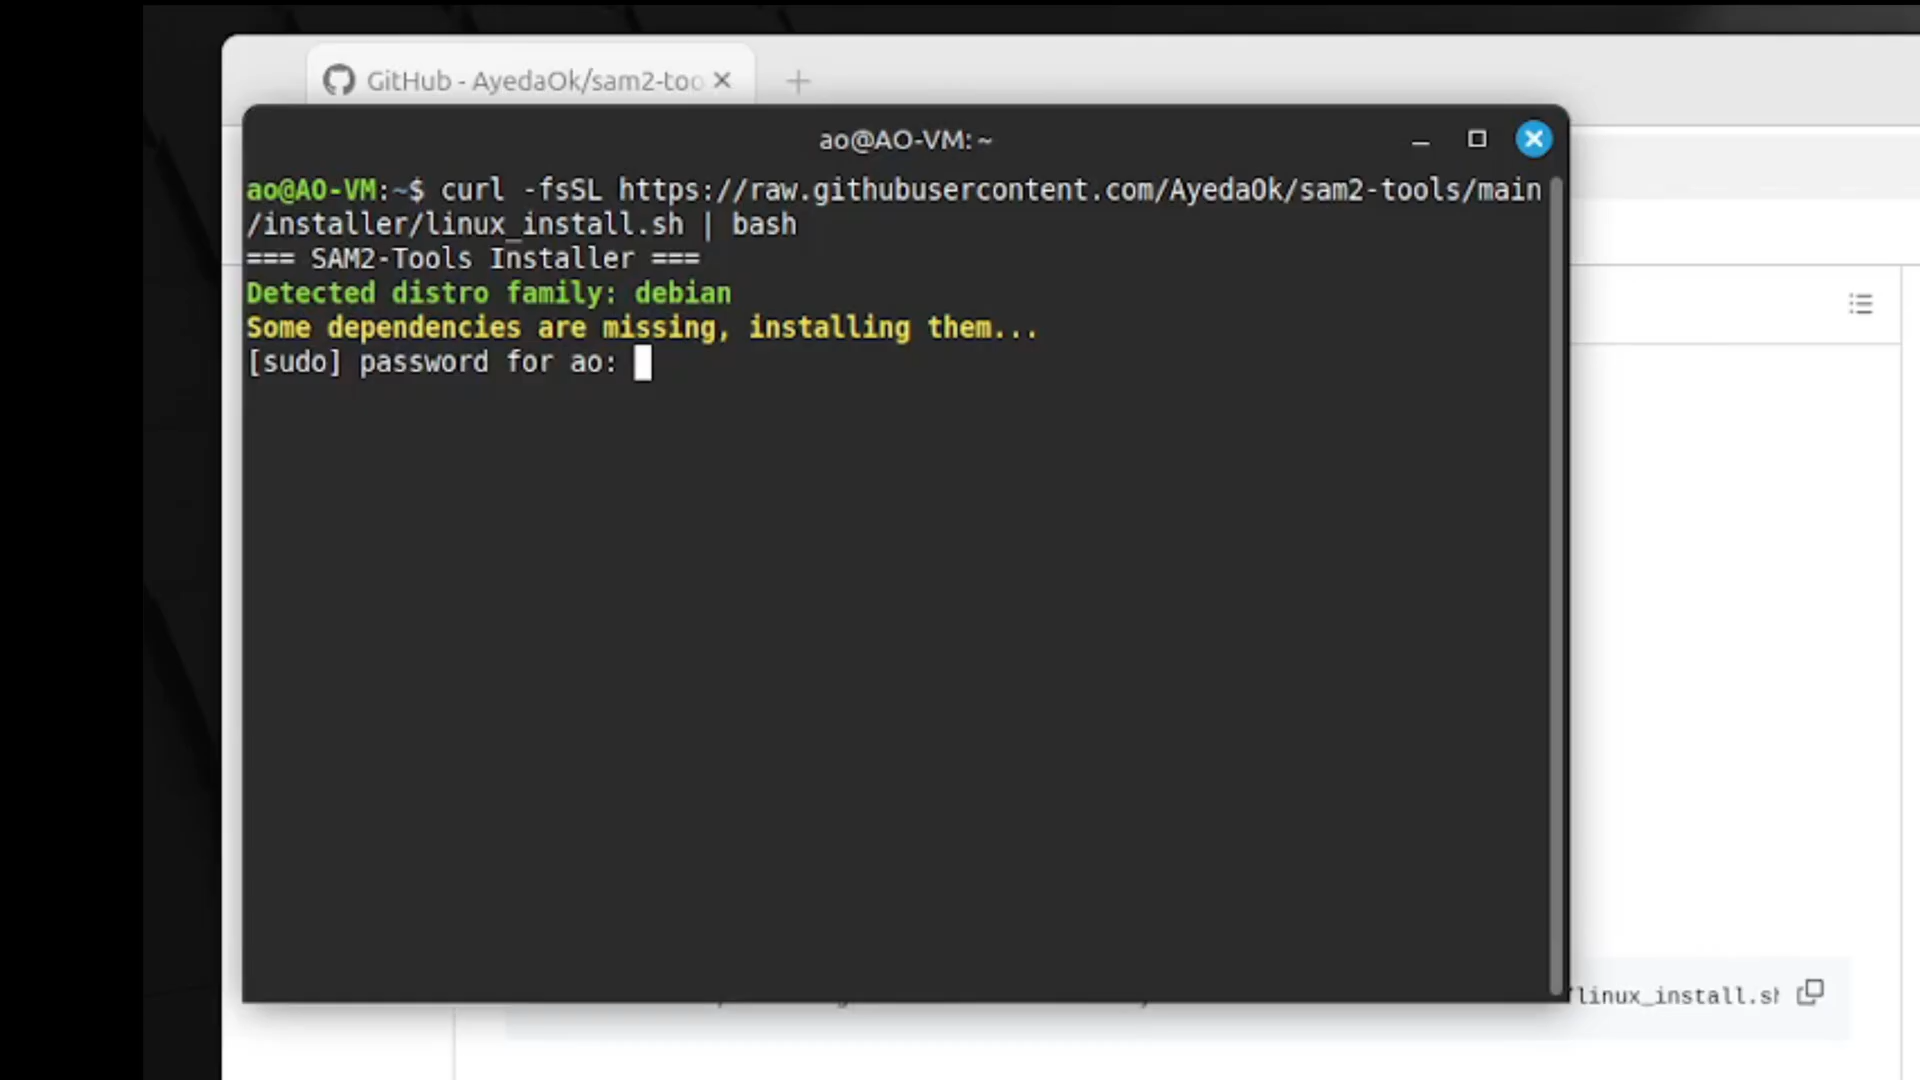 GitHub - AyedaOk/sam2-too
ao@AO-VM: ~
ao@AO-VM:~$ curl -fsSL https://raw.githubusercontent.com/AyedaOk/sam2-tools/main
/installer/linux_install.sh | bash
=== SAM2-Tools Installer ===
Detected distro family: debian
Some dependencies are missing, installing them...
[sudo] password for ao:
linux_install.sh